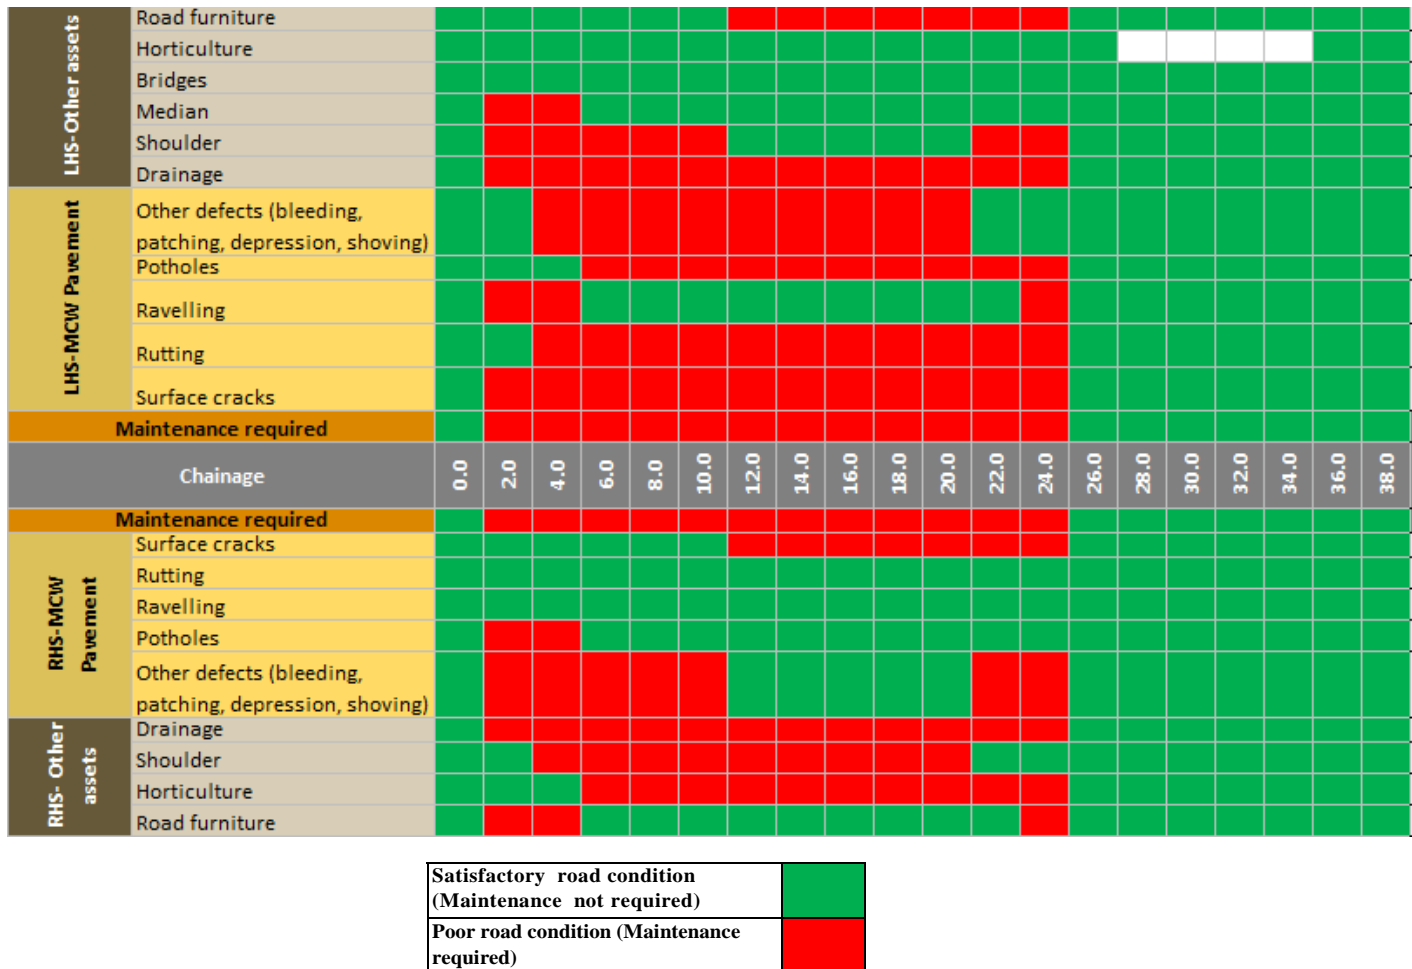 LHS-Other assets
Road furniture
Horticulture
Bridges
Median
Shoulder
Drainage
LHS-MCW Pavement
Other defects (bleeding,
patching, depression, shoving)
Potholes
Ravelling
Rutting
Surface cracks
Maintenance required
Chainage 0.0 2.0 4.0 6.0 8.0 10.0 12.0 14.0 16.0 18.0 20.0 22.0 24.0 26.0 28.0 30.0 32.0 34.0 36.0 38.0
Maintenance required
RHS-MCW
Pavement
Surface cracks
Rutting
Ravelling
Potholes
Other defects (bleeding,
patching, depression, shoving)
RHS- Other
assets
Drainage
Shoulder
Horticulture
Road furniture
Satisfactory road condition
(Maintenance not required)
Poor road condition (Maintenance
required)